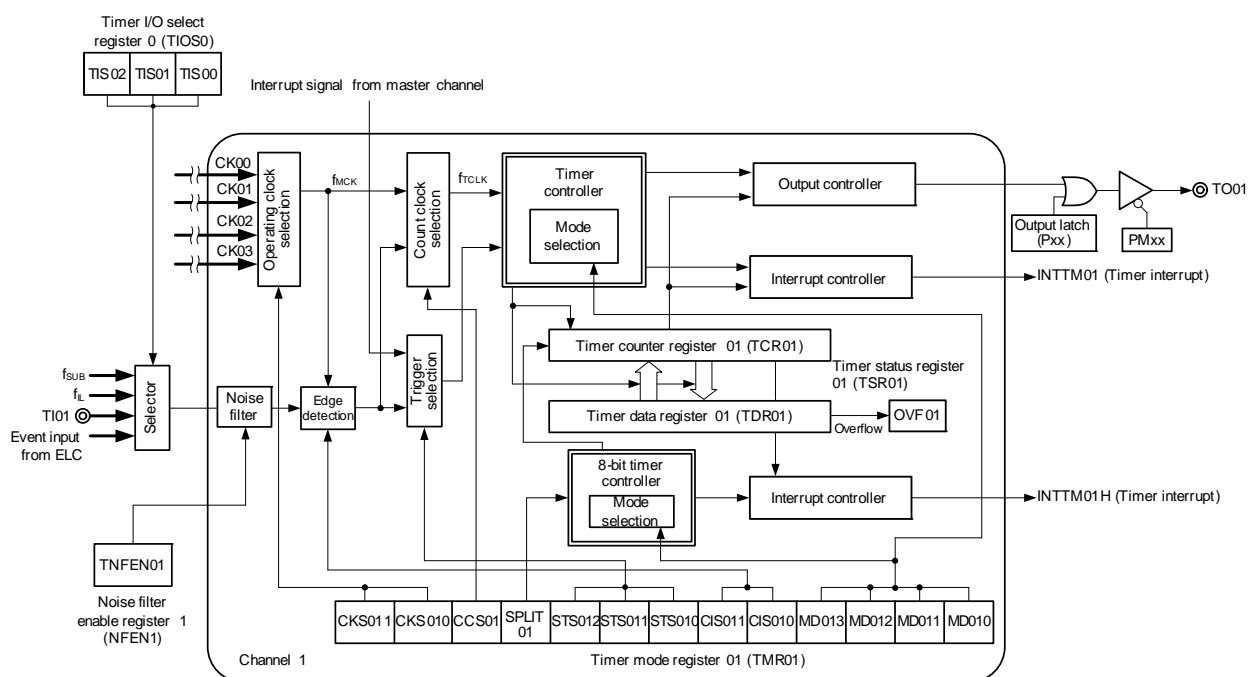 Timer I/O select
register 0 (TIOS0)
TIS02 TIS01 TIS00
Interrupt signal from master channel
CK00
CK01
CK02
CK03
Operating clock
selection
fMCK
Count clock
selection
fTCLK
Timer
controller
Mode
selection
Output controller
Output latch
(Pxx)
PMxx
TO01
Interrupt controller
INTTM01 (Timer interrupt)
Timer counter register 01 (TCR01)
Timer status register
01 (TSR01)
Trigger
selection
fSUB
fIL
TI01
Event input
from ELC
Selector
Noise
filter
Edge
detection
Timer data register 01 (TDR01)
Overflow
OVF01
8-bit timer
controller
Mode
selection
Interrupt controller
INTTM01H (Timer interrupt)
TNFEN01
Noise filter
enable register 1
(NFEN1)
CKS011 CKS010 CCS01 SPLIT
01 STS012 STS011 STS010 CIS011 CIS010 MD013 MD012 MD011 MD010
Channel 1
Timer mode register 01 (TMR01)